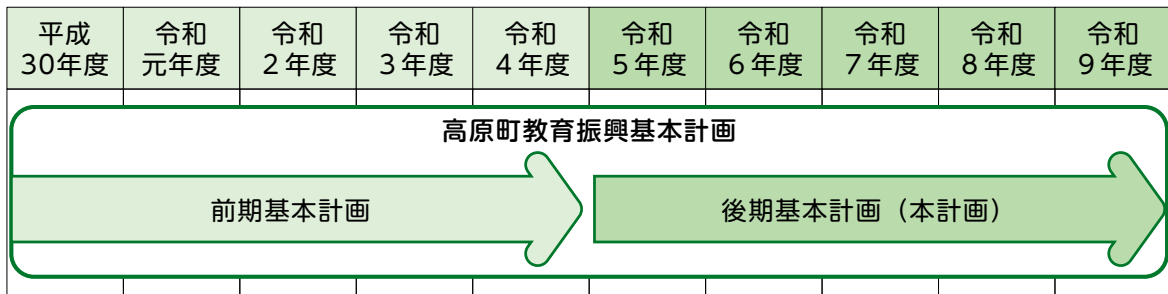 平成 令和 令和 令和 令和 令和 令和 令和 令和 令和
30年度 元年度 2年度 3年度 4年度 5年度 6年度 7年度 8年度 9年度
高原町教育振興基本計画
前期基本計画 後期基本計画（本計画）